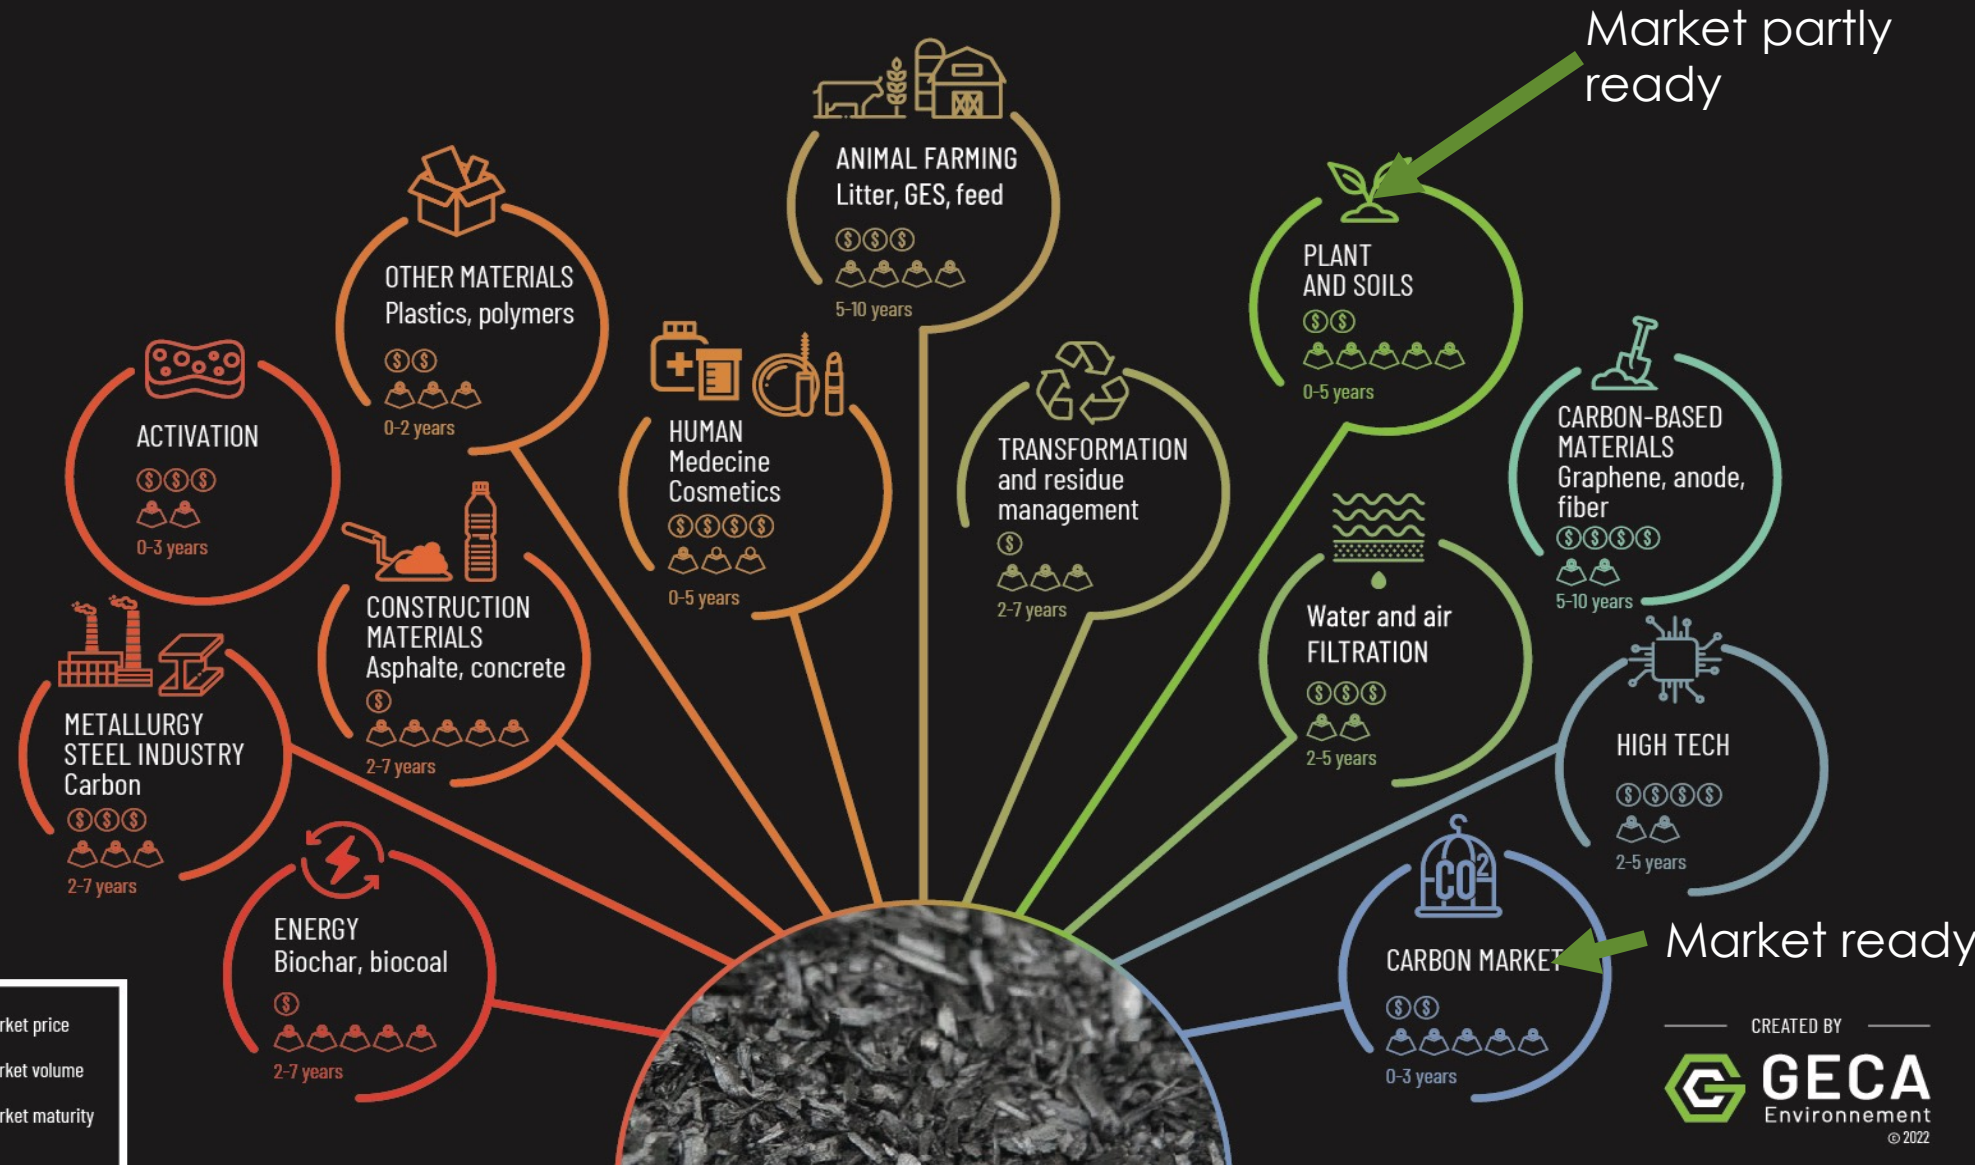 Market partly
ready
ANIMAL FARMING
Litter, GES, feed
5-10 years
OTHER MATERIALS
Plastics, polymers
0-2 years
PLANT
AND SOILS
0-5 years
ACTIVATION
0-3 years
HUMAN
Medecine
Cosmetics
0-5 years
TRANSFORMATION
and residue
management
2-7 years
CARBON-BASED
MATERIALS
Graphene, anode,
fiber
5-10 years
CONSTRUCTION
MATERIALS
Asphalte, concrete
2-7 years
Water and air
FILTRATION
2-5 years
METALLURGY
STEEL INDUSTRY
Carbon
2-7 years
HIGH TECH
2-5 years
ENERGY
Biochar, biocoal
2-7 years
CO2
CARBON MARKET
0-3 years
Market ready
rket price
rket volume
rket maturity
CREATED BY
GECA
Environnement
© 2022